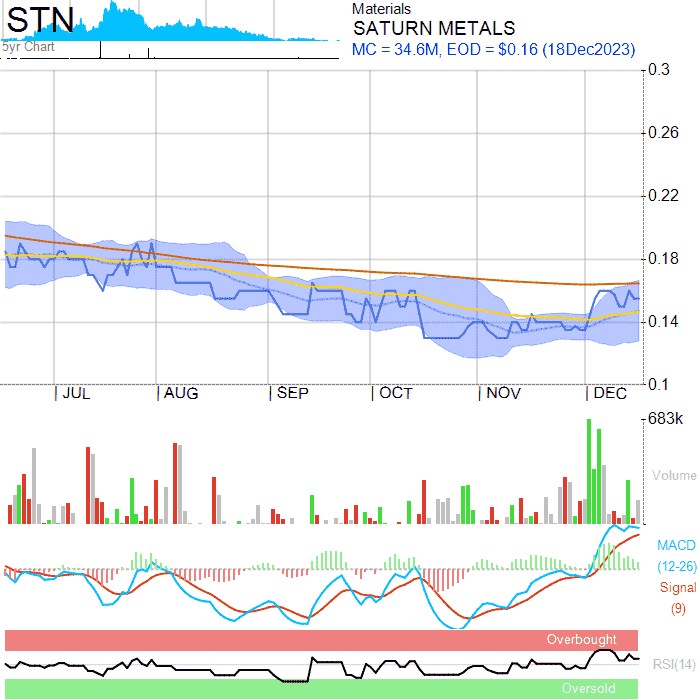 STN
5yr Chart
Materials
SATURN METALS
MC = 34.6M, EOD = $0.16 (18Dec2023)
0.3
0.26
0.22
0.18
0.14
0.1
JUL AUG SEP OCT NOV DEC
683k
Volume
MACD
(12-26)
Signal
(9)
Overbought
RSI(14)
Oversold